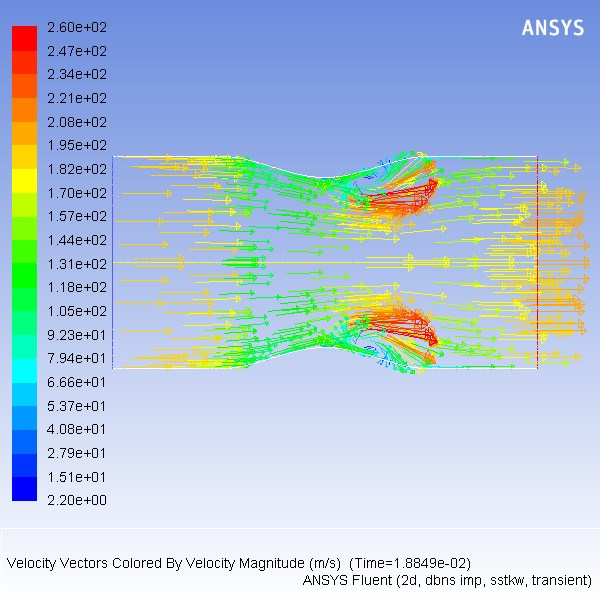 2.60e+02
ANSYS
2.47e+02
2.34e+02
2.21e+02
2.08e+02
1.95e+02
1.82e+02
1.70e+02
1.57e+02
1.44e+02
1.31e+02
1.18e+02
1.05e+02
9.23e+01
7.94e+01
6.66e+01
5.37e+01
4.08e+01
2.79e+01
1.51e+01
2.20e+00
Velocity Vectors Colored By Velocity Magnitude (m/s)  (Time=1.8849e-02)
ANSYS Fluent (2d, dbns imp, sstkw, transient)